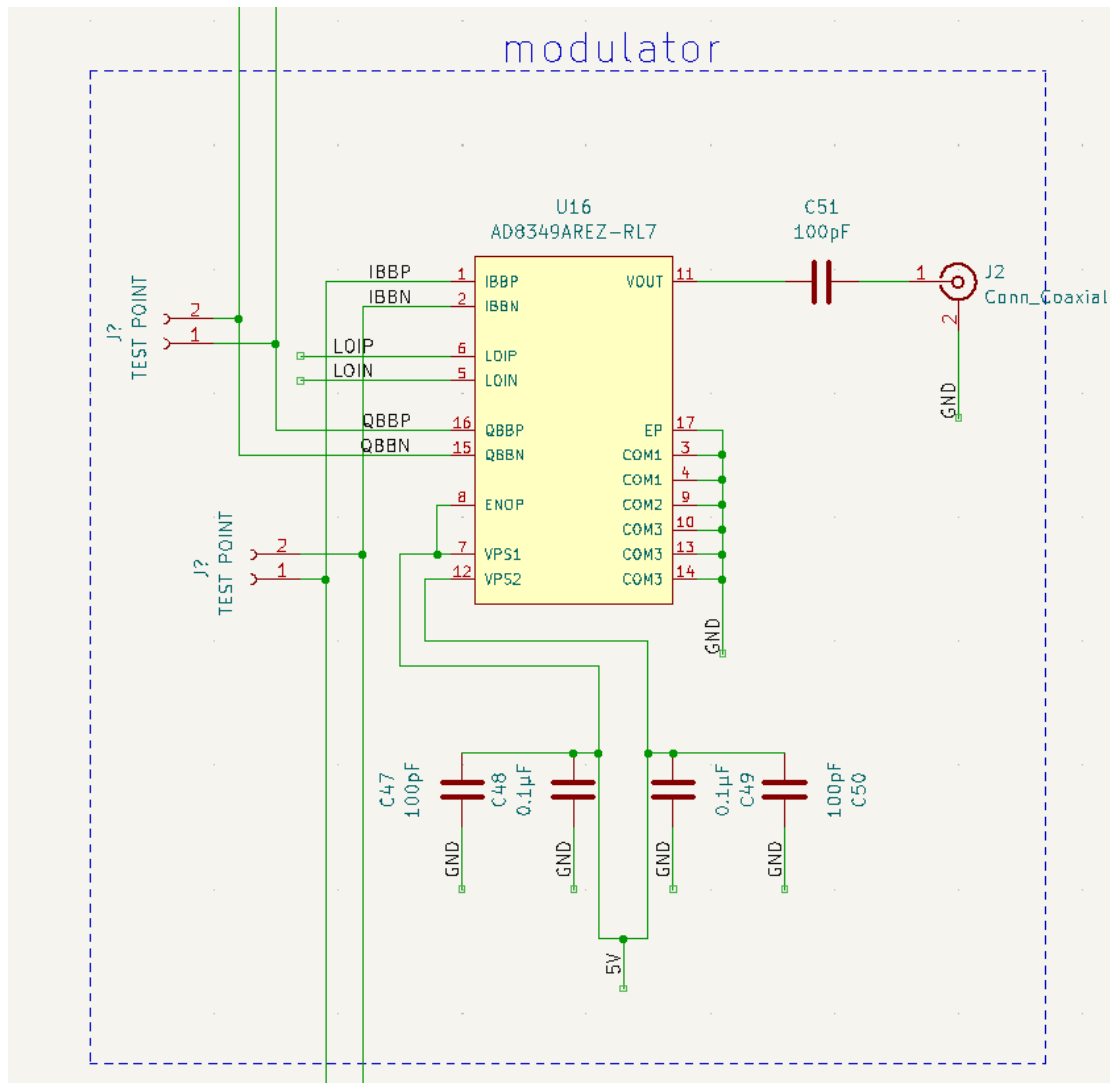 modulator
U16
AD8349AREZ-RL7
C51
100pF
IBBP
1
IBBP
VOUT
11
1
J2
Conn_Coaxial
IBBN
2
IBBN
2
GND
J?
TEST POINT
2
1
LOIP
6
LOIP
LOIN
5
LOIN
QBBP
16
QBBP
EP
17
QBBN
15
QBBN
COM1
3
COM1
4
8
ENOP
COM2
9
COM3
10
7
VPS1
COM3
13
12
VPS2
COM3
14
GND
J?
TEST POINT
2
1
C47
100pF
C48
0.1µF
0.1µF
C49
100pF
C50
GND
GND
GND
GND
5V